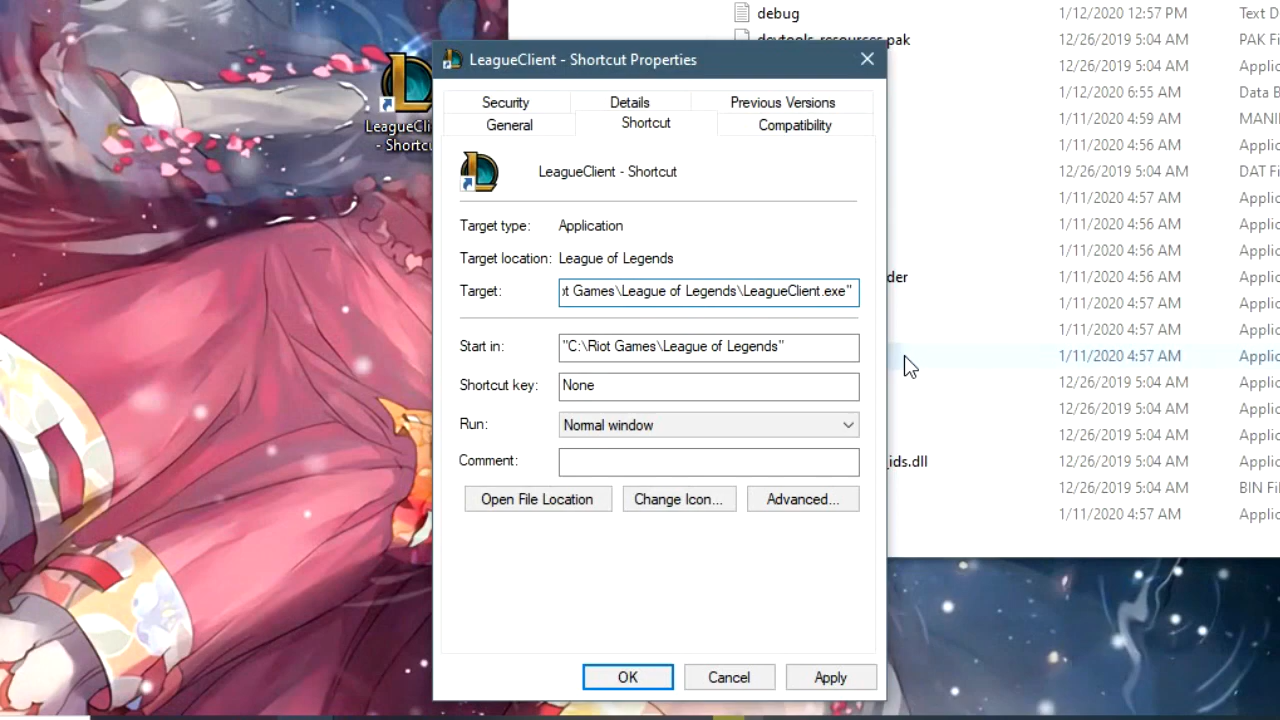 debug 1/12/2020 12:57 PM Text D
devtools_resources.pak 12/26/2019 5:04 AM PAK Fi
12/26/2019 5:04 AM Applic
1/12/2020 6:55 AM Data B
1/11/2020 4:59 AM MANI
1/11/2020 4:56 AM Applic
12/26/2019 5:04 AM DAT Fi
1/11/2020 4:57 AM Applic
1/11/2020 4:56 AM Applic
1/11/2020 4:56 AM Applic
der 1/11/2020 4:56 AM Applic
1/11/2020 4:57 AM Applic
1/11/2020 4:57 AM Applic
1/11/2020 4:57 AM Applic
12/26/2019 5:04 AM Applic
12/26/2019 5:04 AM Applic
12/26/2019 5:04 AM Applic
_ids.dll 12/26/2019 5:04 AM Applic
12/26/2019 5:04 AM BIN Fil
1/11/2020 4:57 AM Applic
LeagueCli
- Shortcu
LeagueClient - Shortcut Properties
Security Details Previous Versions
General Shortcut Compatibility
LeagueClient - Shortcut
Target type: Application
Target location: League of Legends
Target: ot Games\League of Legends\LeagueClient.exe"
Start in: "C:\Riot Games\League of Legends"
Shortcut key: None
Run: Normal window
Comment:
Open File Location Change Icon... Advanced...
OK Cancel Apply